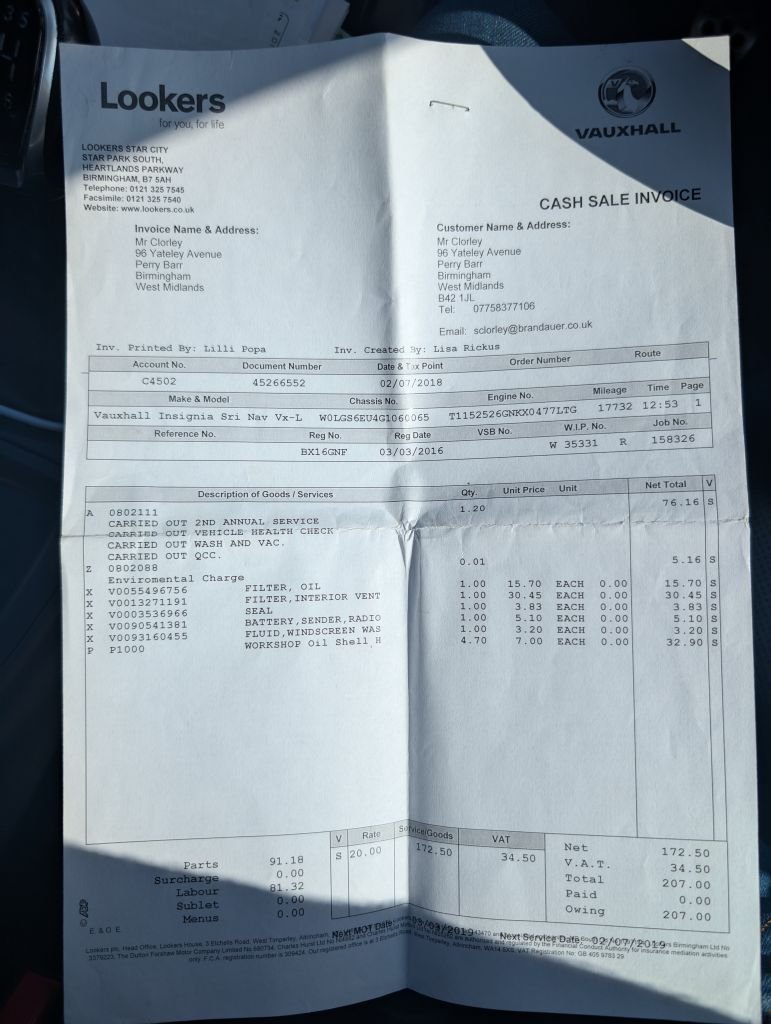 Lookers
for you, for life
VAUXHALL
LOOKERS STAR CITY
STAR PARK SOUTH,
HEARTLANDS PARKWAY
BIRMINGHAM, B7 5AH
Telephone: 0121 325 7545
Facsimile: 0121 325 7540
Website: www.lookers.co.uk
CASH SALE INVOICE
Invoice Name & Address:
Mr Clorley
96 Yateley Avenue
Perry Barr
Birmingham
West Midlands
Customer Name & Address:
Mr Clorley
96 Yateley Avenue
Perry Barr
Birmingham
West Midlands
B42 1JL
Tel: 07758377106
Email: sclorley@brandauer.co.uk
Inv. Printed By: Lilli Popa Inv. Created By: Lisa Rickus
Account No. Document Number Date & Tax Point Order Number Route
C4502 45266552 02/07/2018
Make & Model Chassis No. Engine No. Mileage Time Page
Vauxhall Insignia Sri Nav Vx-L W0LGS6EU4G1060065 T1152526GNKX0477LTG 17732 12:53 1
Reference No. Reg No. Reg Date VSB No. W.I.P. No. Job No.
BX16GNF 03/03/2016 W 35331 R 158326
Description of Goods / Services Qty. Unit Price Unit Net Total V
A 0802111 1.20 76.16 S
CARRIED OUT 2ND ANNUAL SERVICE
CARRIED OUT VEHICLE HEALTH CHECK
CARRIED OUT WASH AND VAC.
CARRIED OUT QCC.
Z 0802088 0.01 5.16 S
Enviromental Charge
X V0055496756 FILTER, OIL 1.00 15.70 EACH 0.00 15.70 S
X V0013271191 FILTER,INTERIOR VENT 1.00 30.45 EACH 0.00 30.45 S
X V0003536966 SEAL 1.00 3.83 EACH 0.00 3.83 S
X V0090541381 BATTERY,SENDER,RADIO 1.00 5.10 EACH 0.00 5.10 S
X V0093160455 FLUID,WINDSCREEN WAS 1.00 3.20 EACH 0.00 3.20 S
P P1000 WORKSHOP Oil Shell H 4.70 7.00 EACH 0.00 32.90 S
V Rate Service/Goods VAT
S 20.00 172.50 34.50
Parts 91.18
Surcharge 0.00
Labour 81.32
Sublet 0.00
Menus 0.00
Net 172.50
V.A.T. 34.50
Total 207.00
Paid 0.00
Owing 207.00
E & O E.
Next MOT Date: 03/03/2019 Next Service Date: 02/07/2019
Lookers plc, Head Office, Lookers House, 3 Etchells Road, West Timperley, Altrincham,